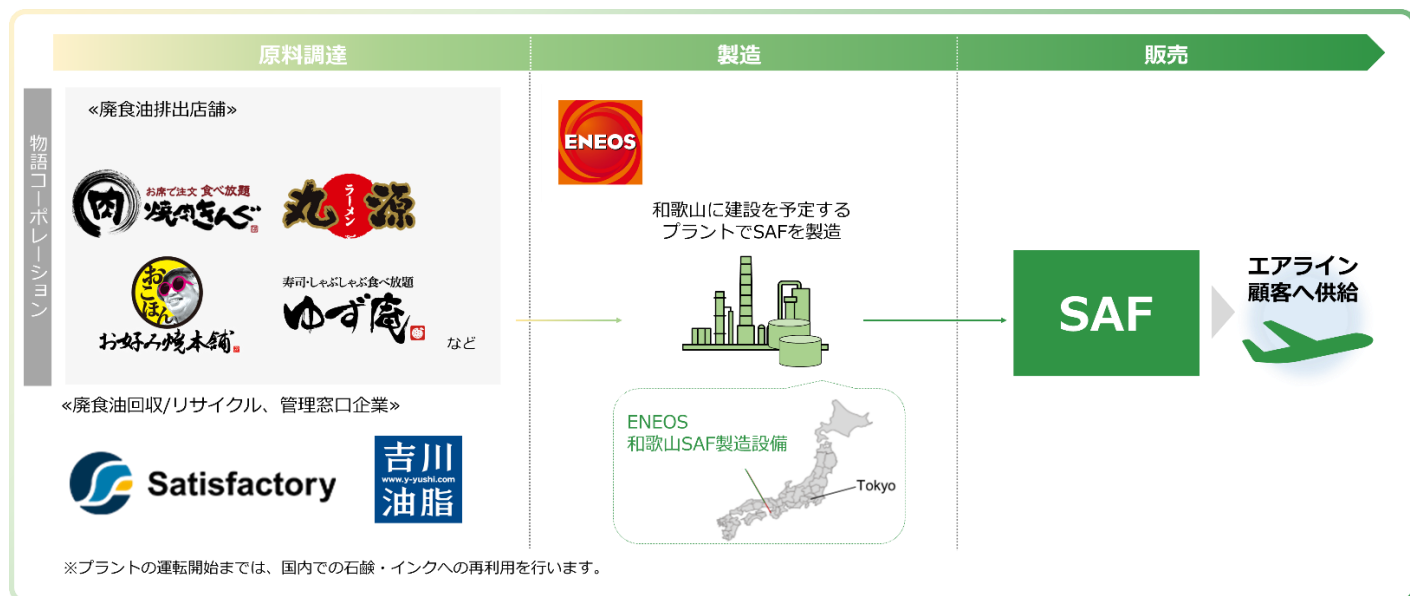 原料調達
製造
販売
物語コーポレーション
≪廃食油排出店舗≫
肉
お席で注文 食べ放題
焼肉きんぐ
丸源
ラーメン
おこほん
お好み焼本舗
寿司・しゃぶしゃぶ食べ放題
ゆず庵
など
≪廃食油回収/リサイクル、管理窓口企業≫
Satisfactory
吉川
www.y-yushi.com
油脂
※プラントの運転開始までは、国内での石鹸・インクへの再利用を行います。
ENEOS
和歌山に建設を予定する
プラントでSAFを製造
ENEOS
和歌山SAF製造設備
Tokyo
SAF
エアライン
顧客へ供給